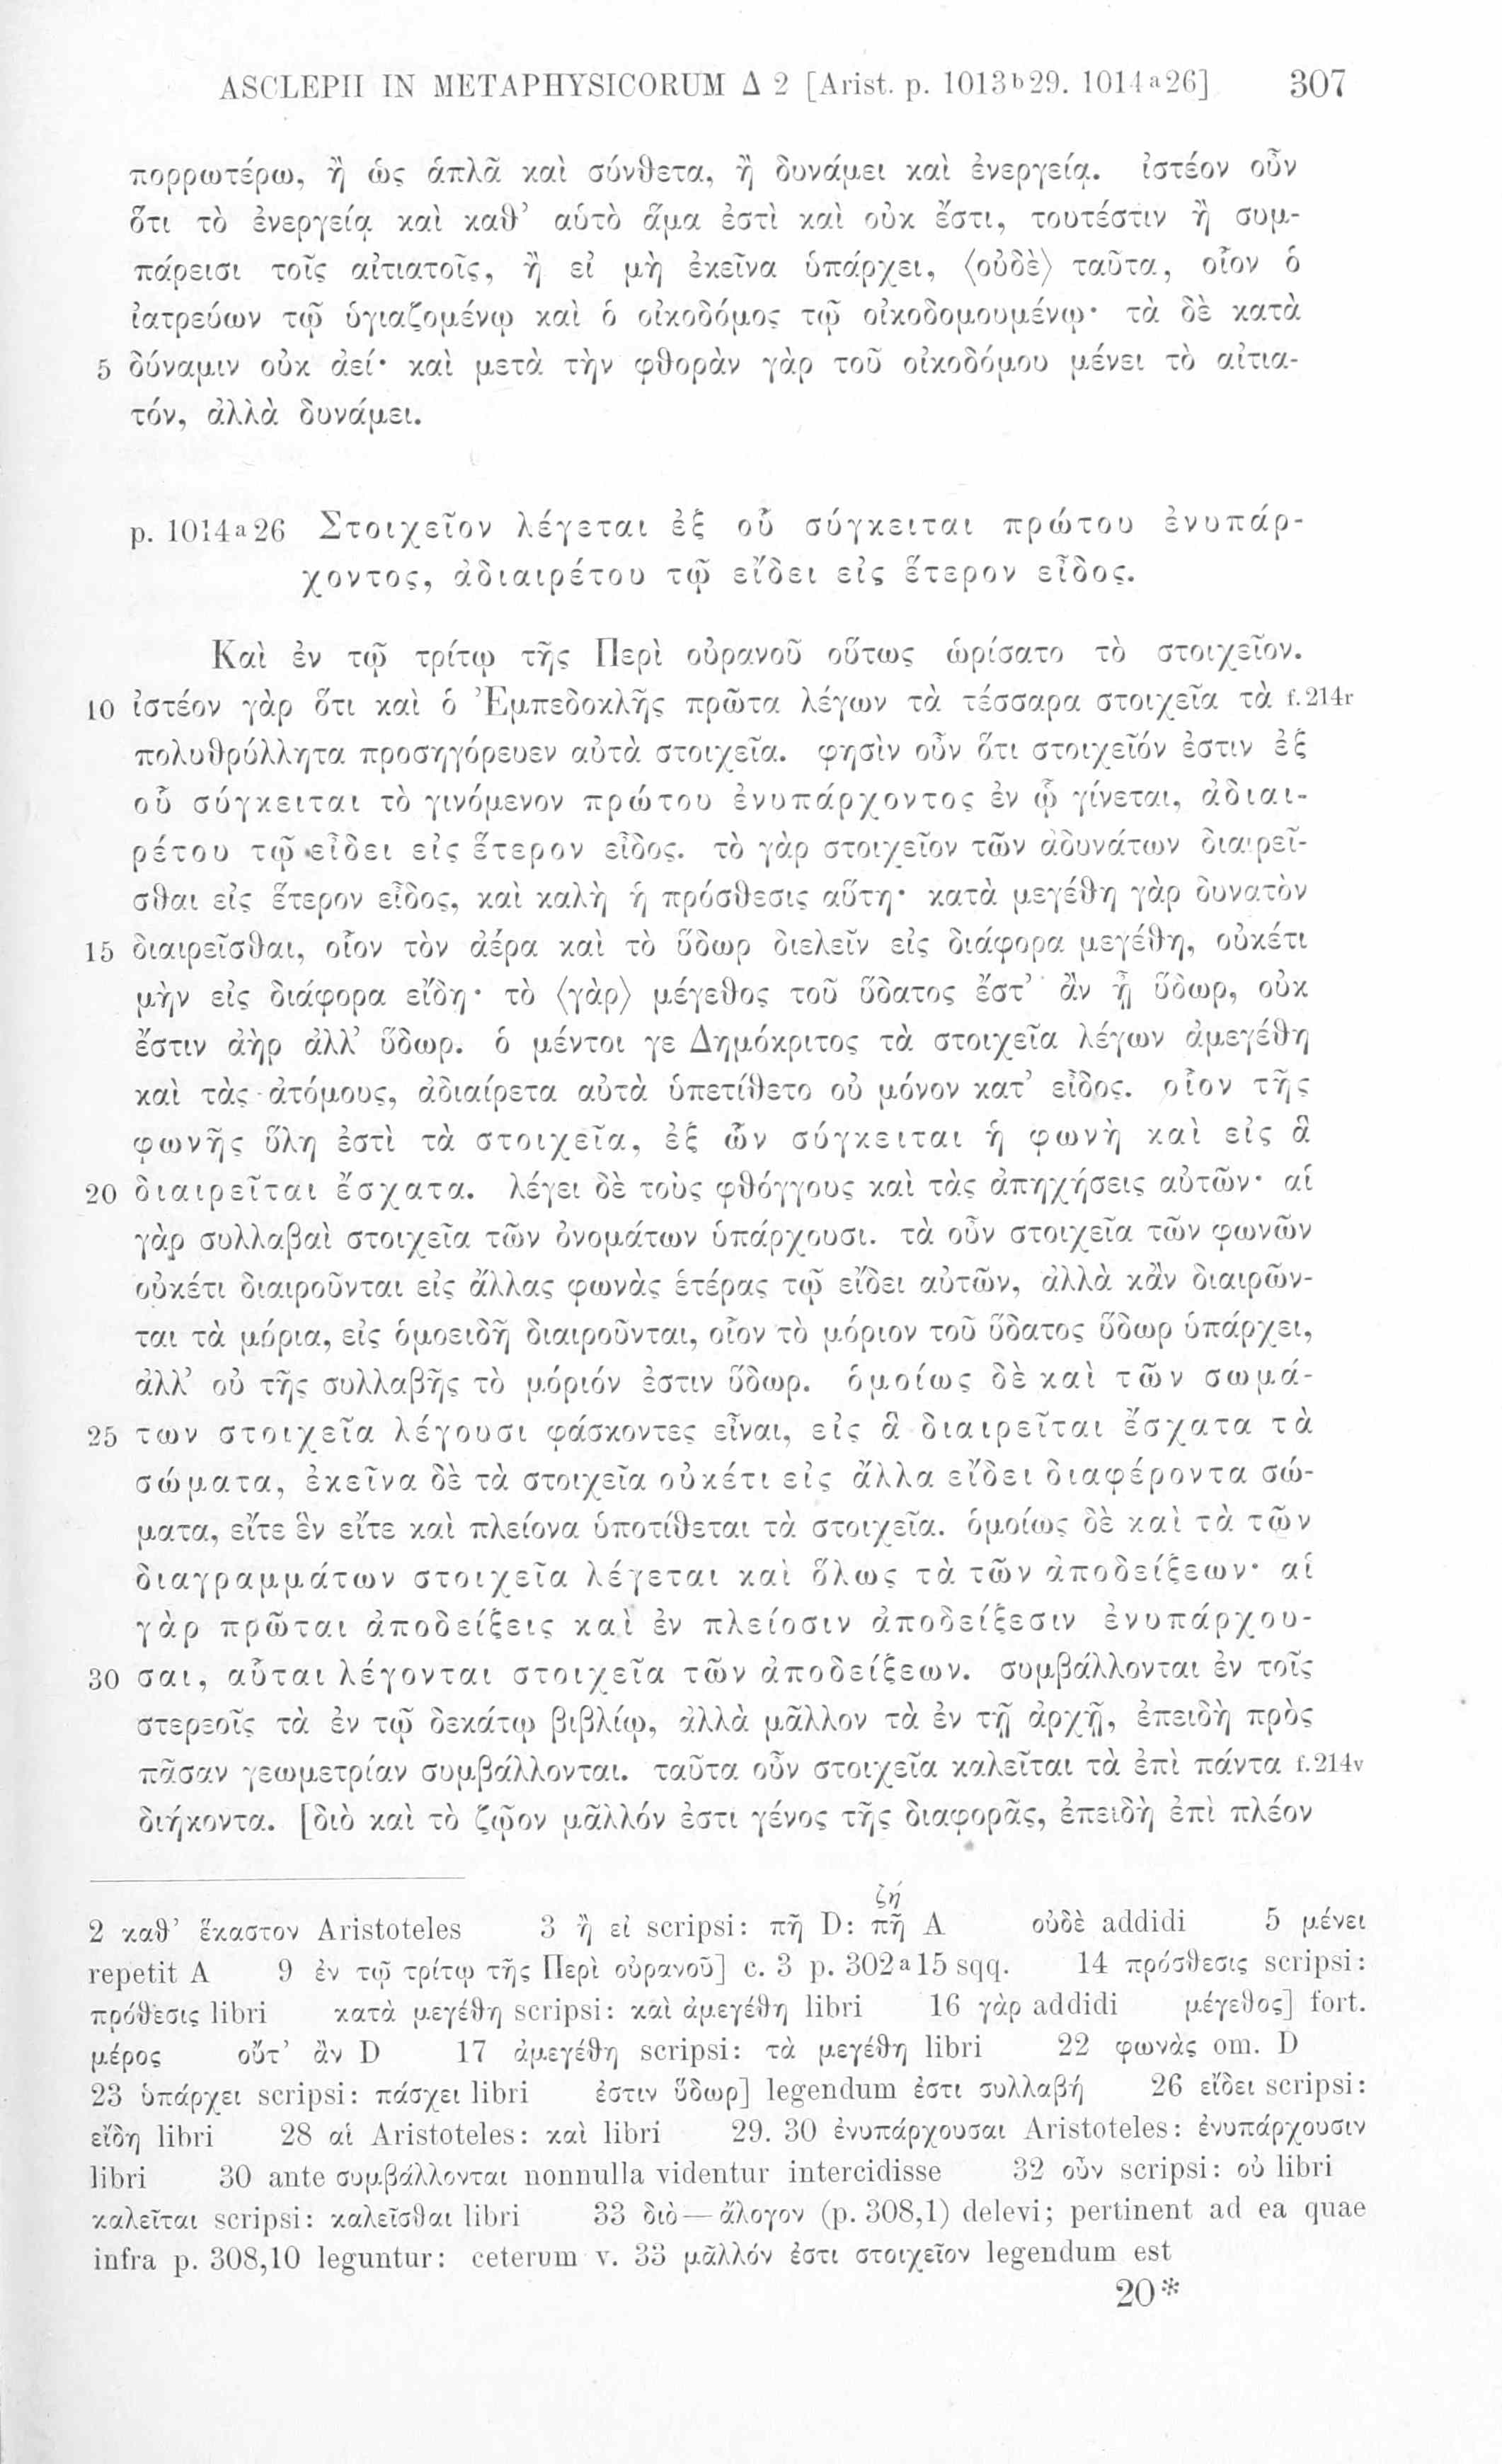 ASCLEPII IN METAPHYSICORUM Δ 2 [Arist. p. 1013b29. 1014a26] 307
πορρωτέρω, ἢ ὡς ἁπλᾶ καὶ σύνθετα, ἢ δυνάμει καὶ ἐνεργείᾳ. ἰστέον οὖν
ὅτι τὸ ἐνεργείᾳ καὶ καθ’ αὑτὸ ἅμα ἐστὶ καὶ οὐκ ἔστι, τουτέστιν ἢ συμ-
πάρεισι τοῖς αἰτιατοῖς, ἢ εἰ μὴ ἐκεῖνα ὑπάρχει, ⟨οὐδὲ⟩ ταῦτα, οἷον ὁ
ἰατρεύων τῷ ὑγιαζομένῳ καὶ ὁ οἰκοδόμος τῷ οἰκοδομουμένῳ· τὰ δὲ κατὰ
5 δύναμιν οὐκ ἀεί· καὶ μετὰ τὴν φθορὰν γὰρ τοῦ οἰκοδόμου μένει τὸ αἰτια-
τόν, ἀλλὰ δυνάμει.
p. 1014a26 Στοιχεῖον λέγεται ἐξ οὗ σύγκειται πρώτου ἐνυπάρ-
χοντος, ἀδιαιρέτου τῷ εἴδει εἰς ἕτερον εἶδος.
Καὶ ἐν τῷ τρίτῳ τῆς Περὶ οὐρανοῦ οὕτως ὡρίσατο τὸ στοιχεῖον.
10 ἰστέον γὰρ ὅτι καὶ ὁ Ἐμπεδοκλῆς πρῶτα λέγων τὰ τέσσαρα στοιχεῖα τὰ f. 214r
πολυθρύλλητα προσηγόρευεν αὐτὰ στοιχεῖα. φησὶν οὖν ὅτι στοιχεῖόν ἐστιν ἐξ
οὗ σύγκειται τὸ γινόμενον πρώτου ἐνυπάρχοντος ἐν ᾧ γίνεται, ἀδιαι-
ρέτου τῷ εἴδει εἰς ἕτερον εἶδος. τὸ γὰρ στοιχεῖον τῶν ἀδυνάτων διαιρεῖ-
σθαι εἰς ἕτερον εἶδος, καὶ καλὴ ἡ πρόσθεσις αὕτη· κατὰ μεγέθη γὰρ δυνατὸν
15 διαιρεῖσθαι, οἷον τὸν ἀέρα καὶ τὸ ὕδωρ διελεῖν εἰς διάφορα μεγέθη, οὐκέτι
μὴν εἰς διάφορα εἴδη· τὸ ⟨γὰρ⟩ μέγεθος τοῦ ὕδατος ἔστ’ ἂν ᾖ ὕδωρ, οὐκ
ἔστιν ἀὴρ ἀλλ’ ὕδωρ. ὁ μέντοι γε Δημόκριτος τὰ στοιχεῖα λέγων ἀμεγέθη
καὶ τὰς ἀτόμους, ἀδιαίρετα αὐτὰ ὑπετίθετο οὐ μόνον κατ’ εἶδος. οἷον τῆς
φωνῆς ὕλη ἐστὶ τὰ στοιχεῖα, ἐξ ὧν σύγκειται ἡ φωνὴ καὶ εἰς ἃ
20 διαιρεῖται ἔσχατα. λέγει δὲ τοὺς φθόγγους καὶ τὰς ἀπηχήσεις αὐτῶν· αἱ
γὰρ συλλαβαὶ στοιχεῖα τῶν ὀνομάτων ὑπάρχουσι. τὰ οὖν στοιχεῖα τῶν φωνῶν
οὐκέτι διαιροῦνται εἰς ἄλλας φωνὰς ἑτέρας τῷ εἴδει αὐτῶν, ἀλλὰ κἂν διαιρῶν-
ται τὰ μόρια, εἰς ὁμοειδῆ διαιροῦνται, οἷον τὸ μόριον τοῦ ὕδατος ὕδωρ ὑπάρχει,
ἀλλ’ οὐ τῆς συλλαβῆς τὸ μόριόν ἐστιν ὕδωρ. ὁμοίως δὲ καὶ τῶν σωμά-
25 των στοιχεῖα λέγουσι φάσκοντες εἶναι, εἰς ἃ διαιρεῖται ἔσχατα τὰ
σώματα, ἐκεῖνα δὲ τὰ στοιχεῖα οὐκέτι εἰς ἄλλα εἴδει διαφέροντα σώ-
ματα, εἴτε ἓν εἴτε καὶ πλείονα ὑποτίθεται τὰ στοιχεῖα. ὁμοίως δὲ καὶ τὰ τῶν
διαγραμμάτων στοιχεῖα λέγεται καὶ ὅλως τὰ τῶν ἀποδείξεων· αἱ
γὰρ πρῶται ἀποδείξεις καὶ ἐν πλείοσιν ἀποδείξεσιν ἐνυπάρχου-
30 σαι, αὗται λέγονται στοιχεῖα τῶν ἀποδείξεων. συμβάλλονται ἐν τοῖς
στερεοῖς τὰ ἐν τῷ δεκάτῳ βιβλίῳ, ἀλλὰ μᾶλλον τὰ ἐν τῇ ἀρχῇ, ἐπειδὴ πρὸς
πᾶσαν γεωμετρίαν συμβάλλονται. ταῦτα οὖν στοιχεῖα καλεῖται τὰ ἐπὶ πάντα f. 214v
διήκοντα. [διὸ καὶ τὸ ζῷον μᾶλλόν ἐστι γένος τῆς διαφορᾶς, ἐπειδὴ ἐπὶ πλέον
2 καθ’ ἕκαστον Aristoteles 3 ἢ εἰ scripsi: πῆ D: πῆ ζή A οὐδὲ addidi 5 μένει
repetit A 9 ἐν τῷ τρίτῳ τῆς Περὶ οὐρανοῦ] c. 3 p. 302a15 sqq. 14 πρόσθεσις scripsi:
πρόθεσις libri κατὰ μεγέθη scripsi: καὶ ἀμεγέθη libri 16 γὰρ addidi μέγεθος] fort.
μέρος οὔτ’ ἂν D 17 ἀμεγέθη scripsi: τὰ μεγέθη libri 22 φωνὰς om. D
23 ὑπάρχει scripsi: πάσχει libri ἐστιν ὕδωρ] legendum ἐστι συλλαβή 26 εἴδει scripsi:
εἴδη libri 28 αἱ Aristoteles: καὶ libri 29. 30 ἐνυπάρχουσαι Aristoteles: ἐνυπάρχουσιν
libri 30 ante συμβάλλονται nonnulla videntur intercidisse 32 οὖν scripsi: οὐ libri
καλεῖται scripsi: καλεῖσθαι libri 33 διὸ—ἄλογον (p. 308,1) delevi; pertinent ad ea quae
infra p. 308,10 leguntur: ceterum v. 33 μᾶλλόν ἐστι στοιχεῖον legendum est
20*